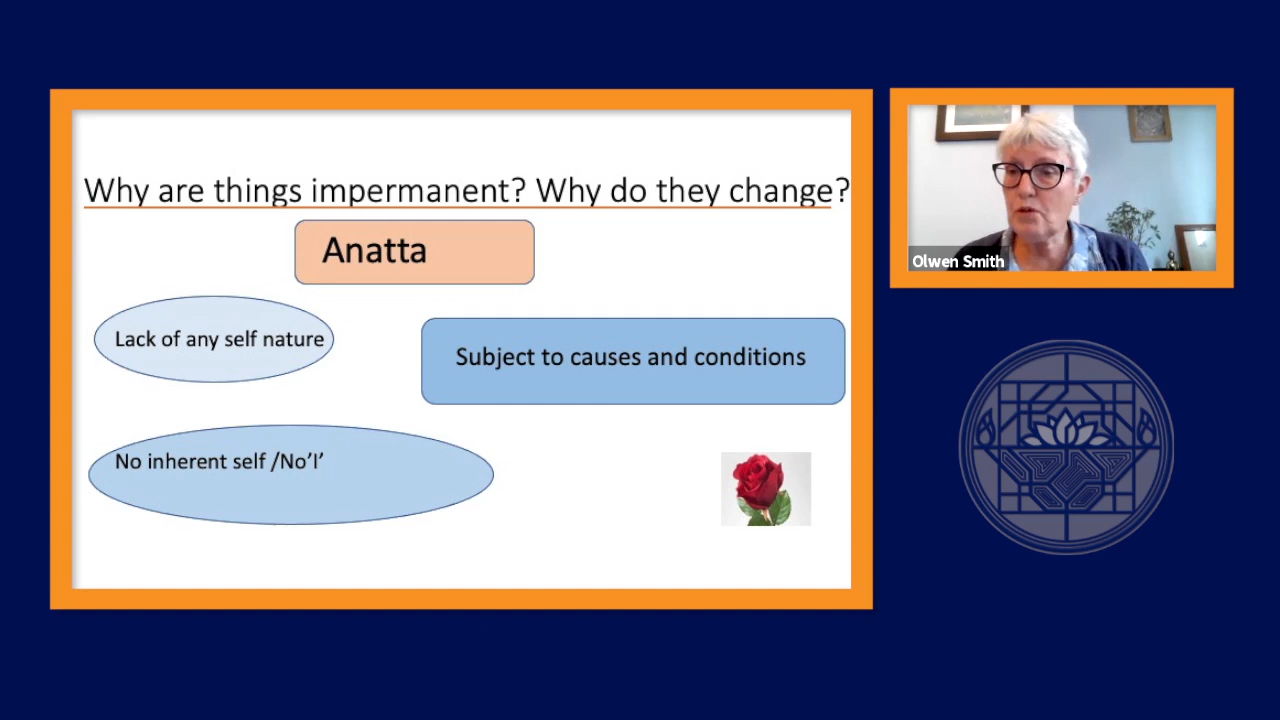 Why are things impermanent? Why do they change?
Anatta
Lack of any self nature
Subject to causes and conditions
No inherent self /No'I'
Olwen Smith